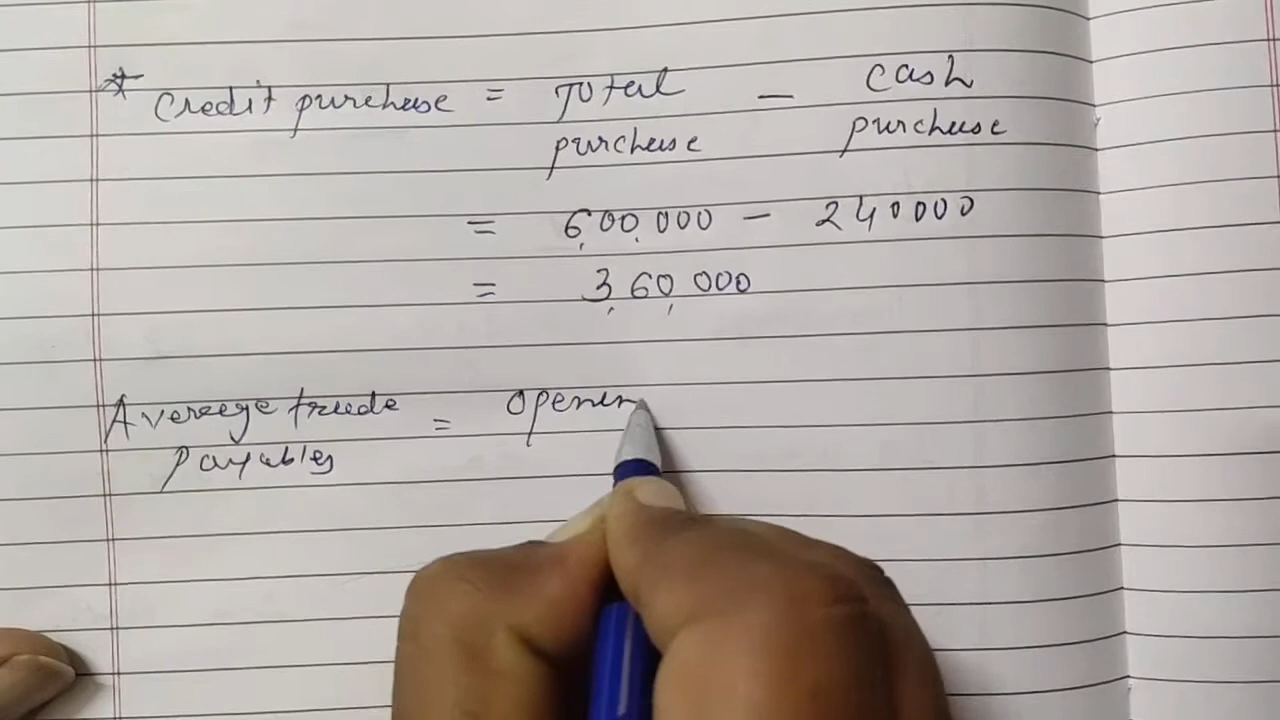 * Credit purchase = Total - cash
purchase purchase
= 6,00,000 - 240000
= 3,60,000
Average trade = openin
payables